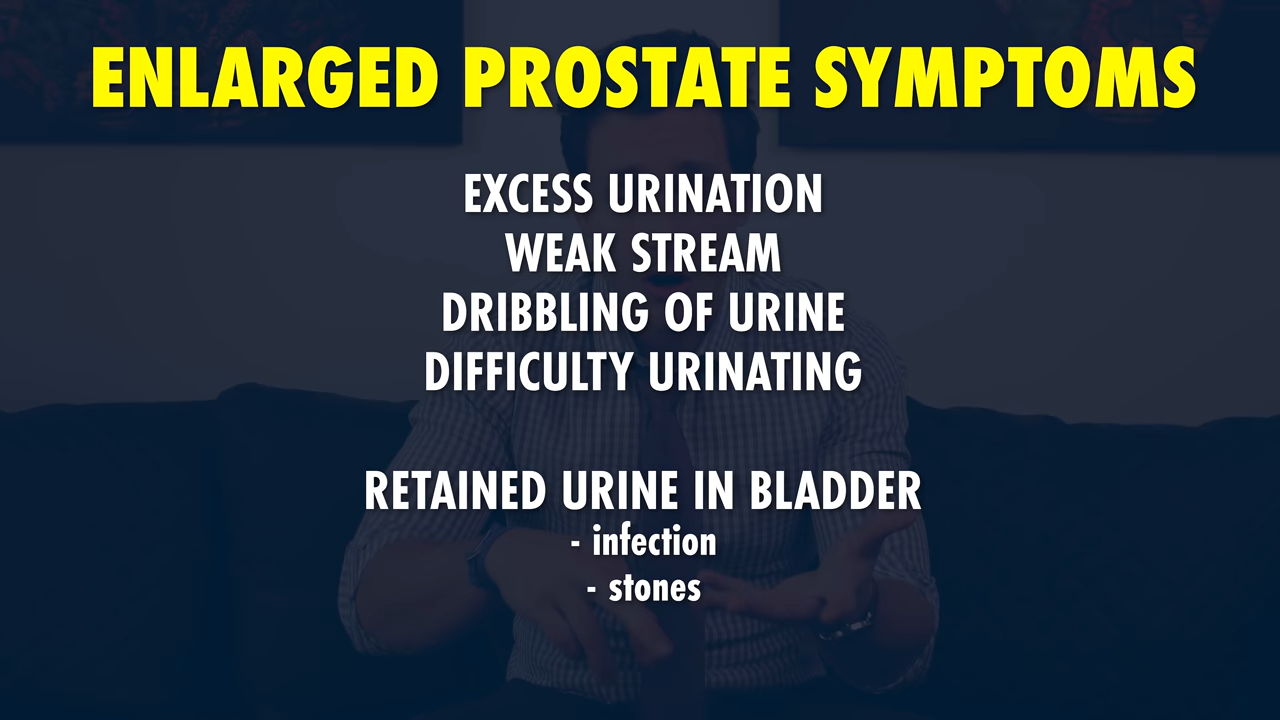 ENLARGED PROSTATE SYMPTOMS
EXCESS URINATION
WEAK STREAM
DRIBBLING OF URINE
DIFFICULTY URINATING
RETAINED URINE IN BLADDER
- infection
- stones